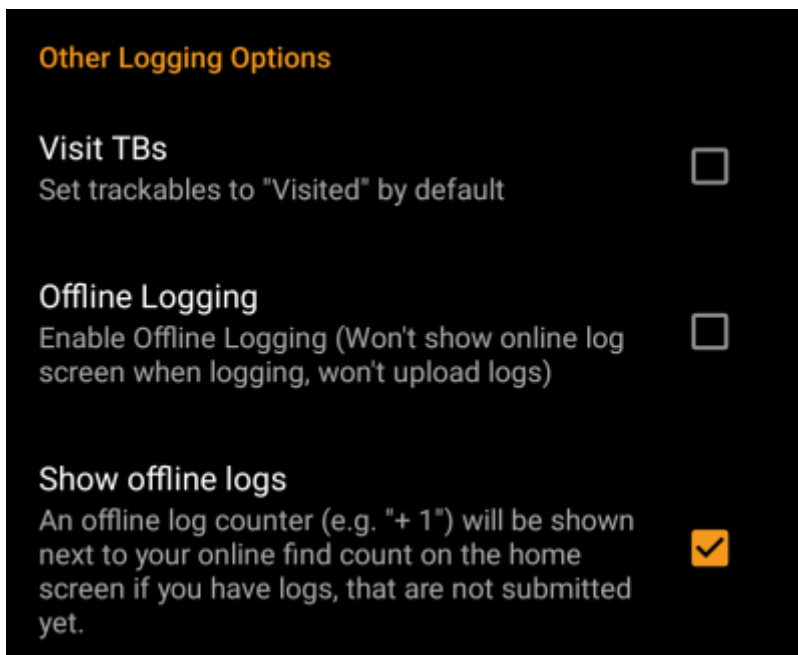 Other Logging Options
Visit TBs
Set trackables to "Visited" by default
Offline Logging
Enable Offline Logging (Won't show online log
screen when logging, won't upload logs)
Show offline logs
An offline log counter (e.g. "+ 1") will be shown
next to your online find count on the home
screen if you have logs, that are not submitted
yet.